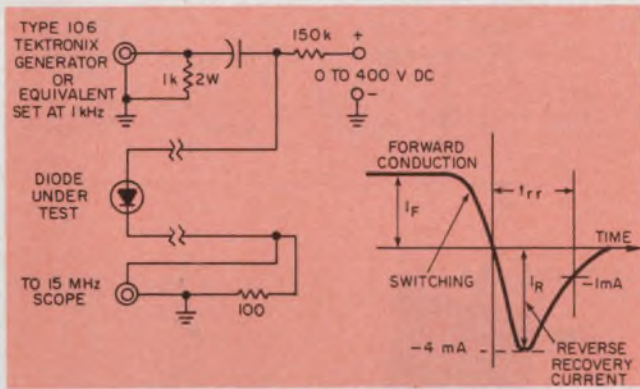 TYPE 106
TEKTRONIX
GENERATOR
OR
EQUIVALENT
SET AT 1 kHz
1k
2W
150k
+
0 TO 400 V DC
-
DIODE
UNDER
TEST
TO 15 MHz
SCOPE
100
FORWARD
CONDUCTION
trr
IF
TIME
SWITCHING
IR
-1mA
-4 mA
REVERSE
RECOVERY
CURRENT